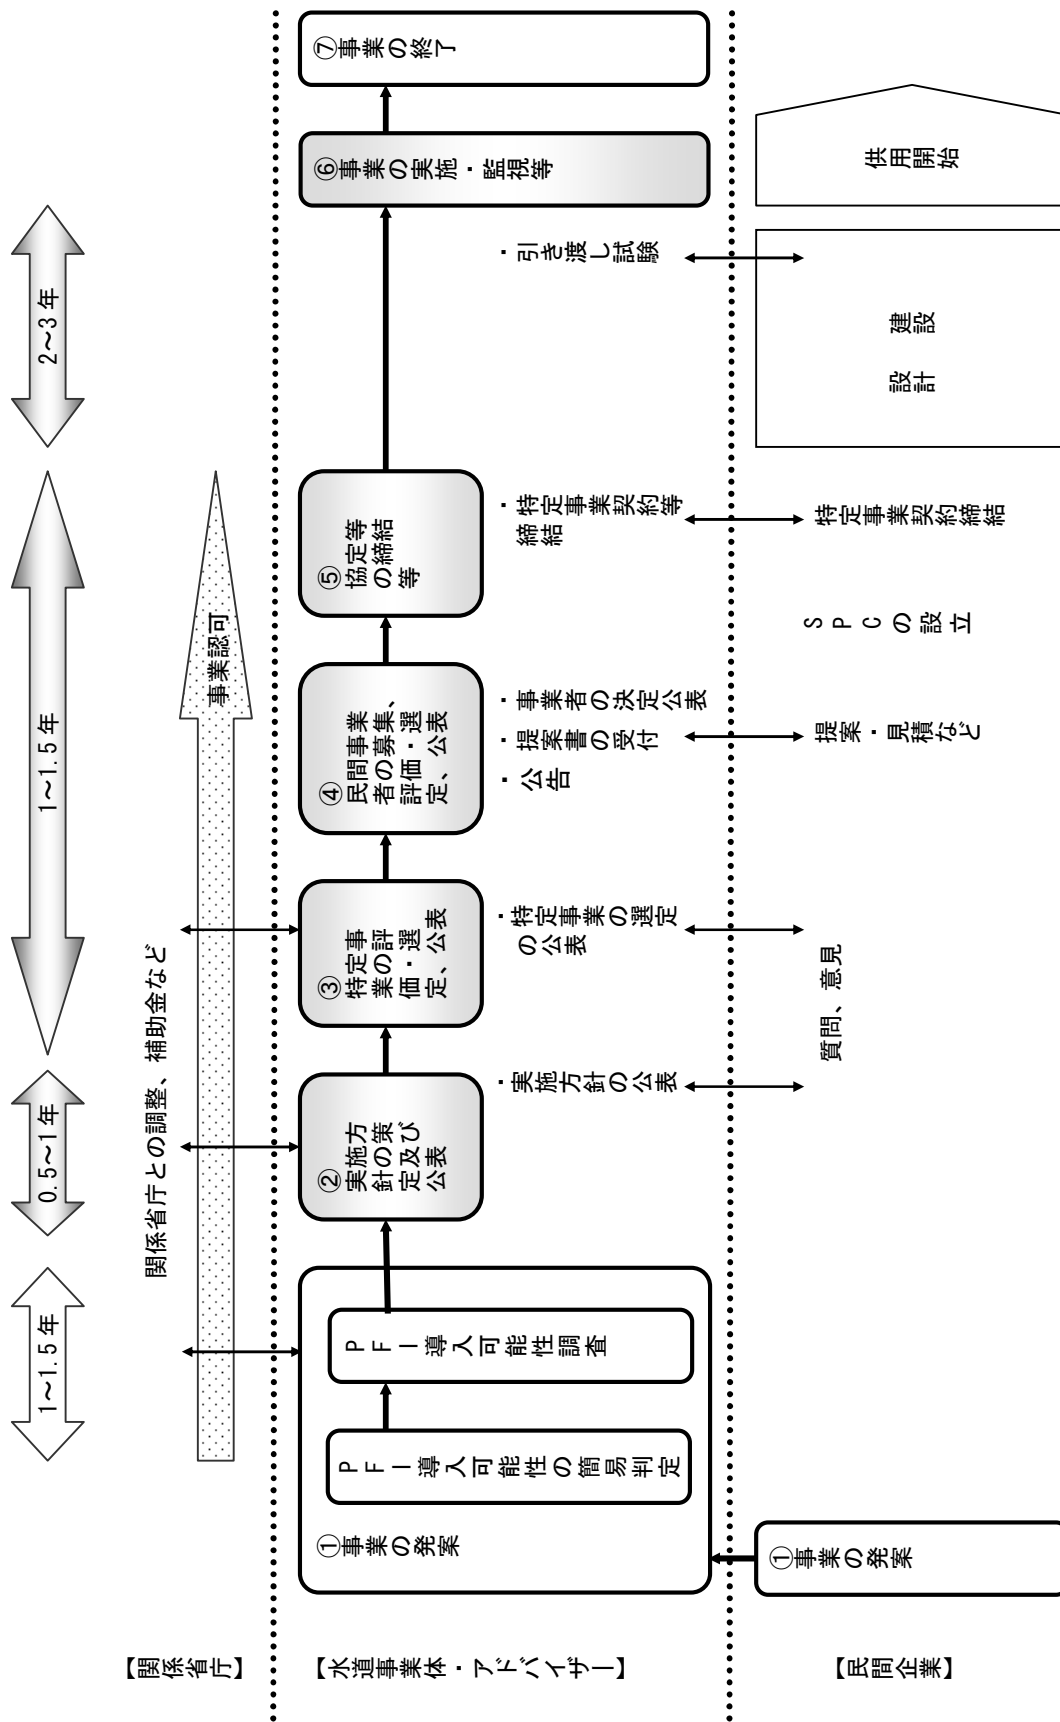 1～1.5年
0.5～1年
1～1.5年
2～3年
【関係省庁】
関係省庁との調整、補助金など
事業認可
【水道事業体・アドバイザー】
①事業の発案
ＰＦＩ導入可能性の簡易判定
ＰＦＩ導入可能性調査
②
実施方
針の策
定及び
公表
・実施方針の公表
③
特定事
業の評
価・選
定、公表
・特定事業の選定
の公表
④
民間事業
者の募集、
評価・選
定、公表
・事業者の決定公表
・提案書の受付
・公告
⑤
協定等
の締結
等
・特定事業契約等
締結
・引き渡し試験
⑥事業の実施・監視等
⑦事業の終了
【民間企業】
①事業の発案
質問、意見
提案・見積など
ＳＰＣの設立
特定事業契約締結
設計
建設
供用開始